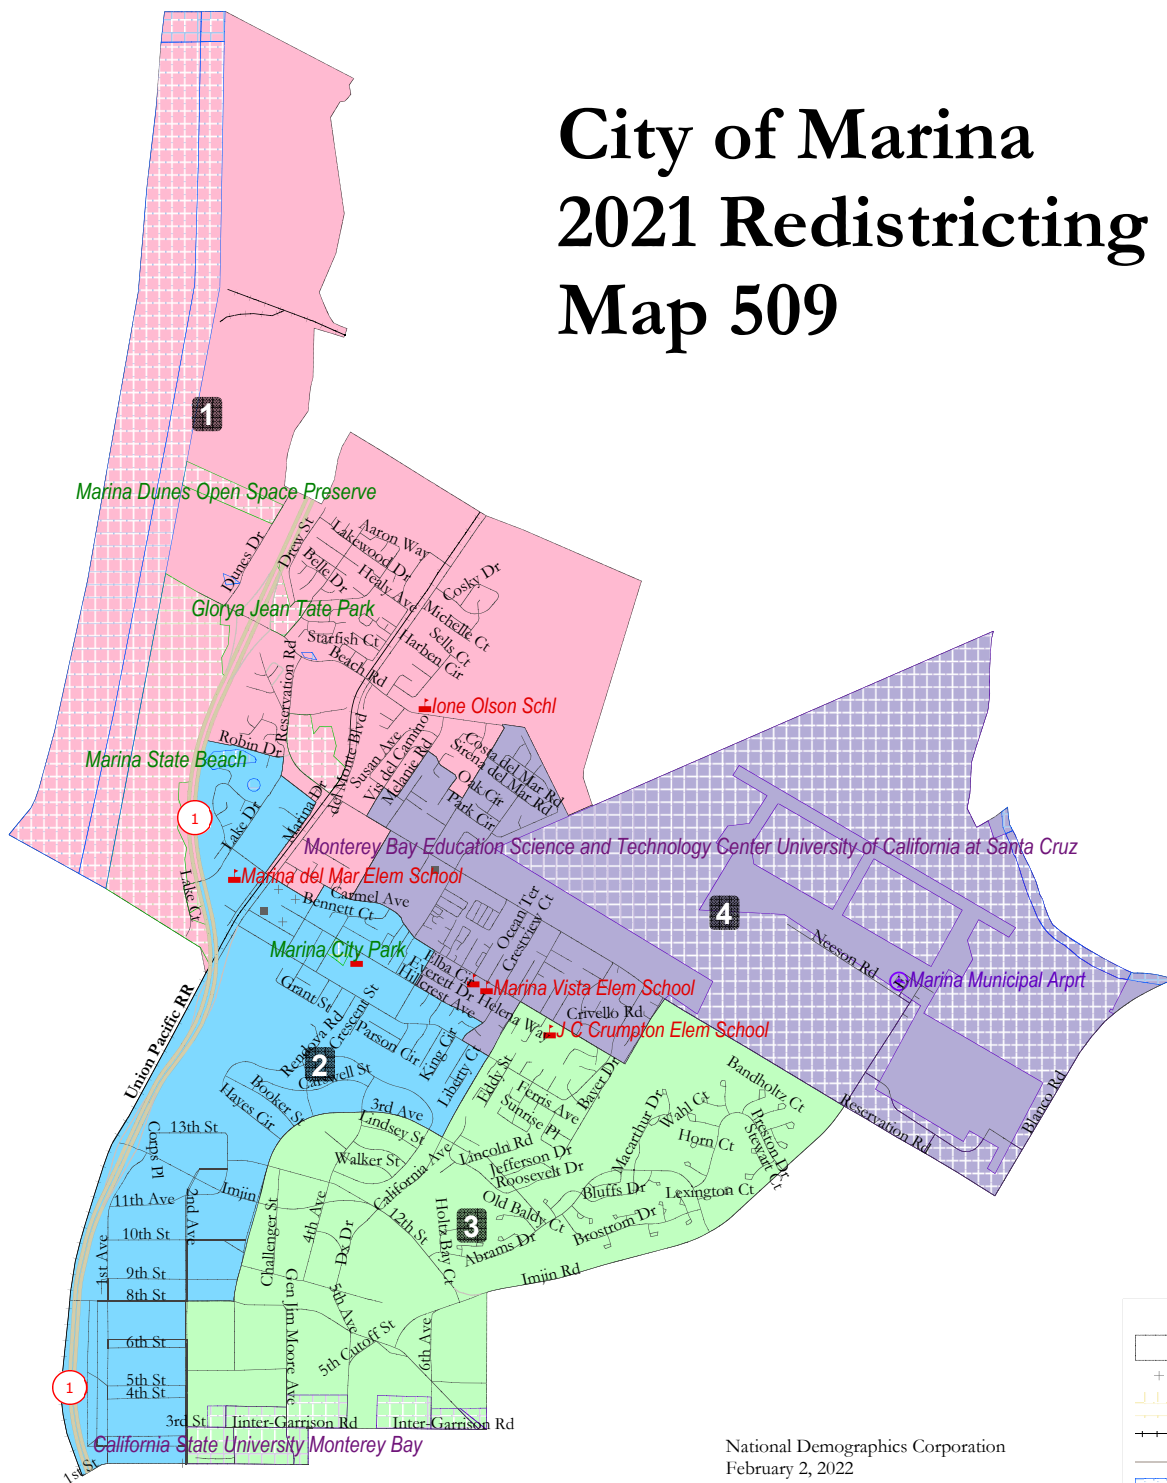 City of Marina
2021 Redistricting
Map 509
1
Marina Dunes Open Space Preserve
Dunes Dr
Drew St
Aaron Way
Lakewood Dr
Belle Dr
Healy Ave
Cosky Dr
Glorya Jean Tate Park
Michelle Ct
Sells Ct
Starfish Ct
Harben Cir
Beach Rd
Reservation Rd
Ione Olson Schl
Robin Dr
Marina State Beach
del Monte Blvd
Susan Ave
Vis del Camino
Melanie Rd
Costa del Mar Rd
Sirena del Mar Rd
Oak Cir
Park Cir
1
Lake Dr
Marina Dr
Monterey Bay Education Science and Technology Center University of California at Santa Cruz
Marina del Mar Elem School
Lake Ct
Carmel Ave
Bennett Ct
Ocean Ter
Crestview Ct
4
Neeson Rd
Marina City Park
Elba Cir
Everett Dr
Hillcrest Ave
Helena Way
Marina Vista Elem School
Marina Municipal Arprt
Grant St
Rendova Rd
Crescent St
Parson Cir
King Cir
Liberty Ct
Crivello Rd
J C Crumpton Elem School
Union Pacific RR
2
Carswell St
Booker St
Hayes Cir
3rd Ave
Lindsey St
Eddy St
Ferris Ave
Sunrise Pl
Bayer Dr
Bandholtz Ct
Reservation Rd
Blanco Rd
Macarthur Dr
Wahl Ct
Horn Ct
Preston Dr
Stewart Ct
13th St
Corps Pl
Walker St
California Ave
Lincoln Rd
Jefferson Dr
Roosevelt Dr
Bluffs Dr
Lexington Ct
Imjin
11th Ave
2nd Ave
4th Ave
Challenger St
Dx Dr
12th St
Holtz Bay Ct
3
Old Baldy Ct
Abrams Dr
Brostrom Dr
10th St
1st Ave
9th St
8th St
Imjin Rd
Gen Jim Moore Ave
5th Ave
5th Cutoff St
6th Ave
6th St
5th St
4th St
1
3rd St
Iinter-Garrison Rd
Inter-Garrison Rd
California State University Monterey Bay
1st St
National Demographics Corporation
February 2, 2022